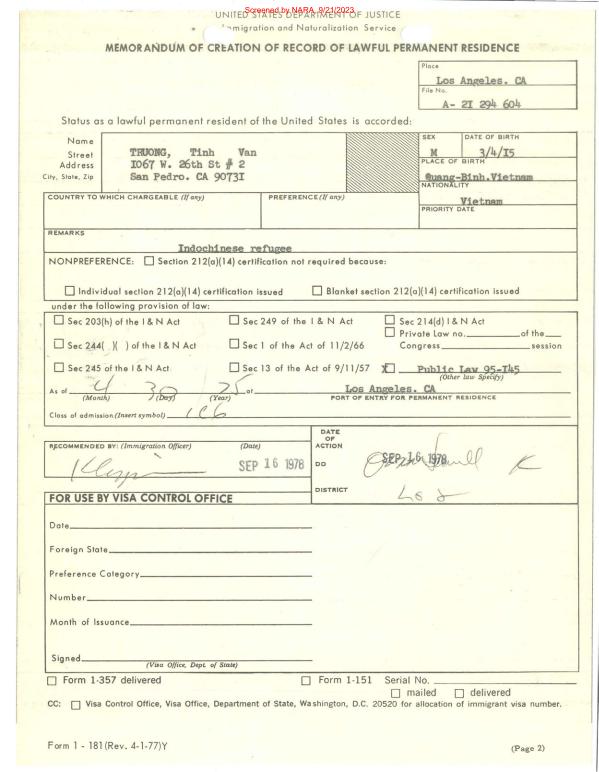 Screened by NARA, 9/21/2023
UNITED STATES DEPARTMENT OF JUSTICE
Immigration and Naturalization Service
MEMORANDUM OF CREATION OF RECORD OF LAWFUL PERMANENT RESIDENCE
Place
Los Angeles. CA
File No.
A- 2I 294 604
Status as a lawful permanent resident of the United States is accorded:
Name
Street
Address
City, State, Zip
TRUONG, Tinh Van
IO67 W. 26th St # 2
San Pedro. CA 9073I
SEX
M
DATE OF BIRTH
3/4/I5
PLACE OF BIRTH
Quang-Binh.Vietnam
NATIONALITY
Vietnam
COUNTRY TO WHICH CHARGEABLE (If any)
PREFERENCE (If any)
PRIORITY DATE
REMARKS
Indochinese refugee
NONPREFERENCE: ☐ Section 212(a)(14) certification not required because:
☐ Individual section 212(a)(14) certification issued ☐ Blanket section 212(a)(14) certification issued
under the following provision of law:
☐ Sec 203(h) of the I & N Act ☐ Sec 249 of the I & N Act ☐ Sec 214(d) I & N Act
☐ Private Law no. of the
☐ Sec 244( )( ) of the I & N Act ☐ Sec 1 of the Act of 11/2/66 Congress session
☐ Sec 245 of the I & N Act ☐ Sec 13 of the Act of 9/11/57 X Public Law 95-I45
(Other law Specify)
As of 4 30 75 at Los Angeles. CA
(Month) (Day) (Year) PORT OF ENTRY FOR PERMANENT RESIDENCE
Class of admission (Insert symbol) IC6
RECOMMENDED BY: (Immigration Officer) (Date)
SEP 16 1978
DATE
OF
ACTION
SEP 16 1978
DD
DISTRICT
FOR USE BY VISA CONTROL OFFICE
Date
Foreign State
Preference Category
Number
Month of Issuance
Signed
(Visa Office, Dept. of State)
☐ Form 1-357 delivered ☐ Form 1-151 Serial No.
☐ mailed ☐ delivered
CC: ☐ Visa Control Office, Visa Office, Department of State, Washington, D.C. 20520 for allocation of immigrant visa number.
Form 1 - 181 (Rev. 4-1-77)Y
(Page 2)